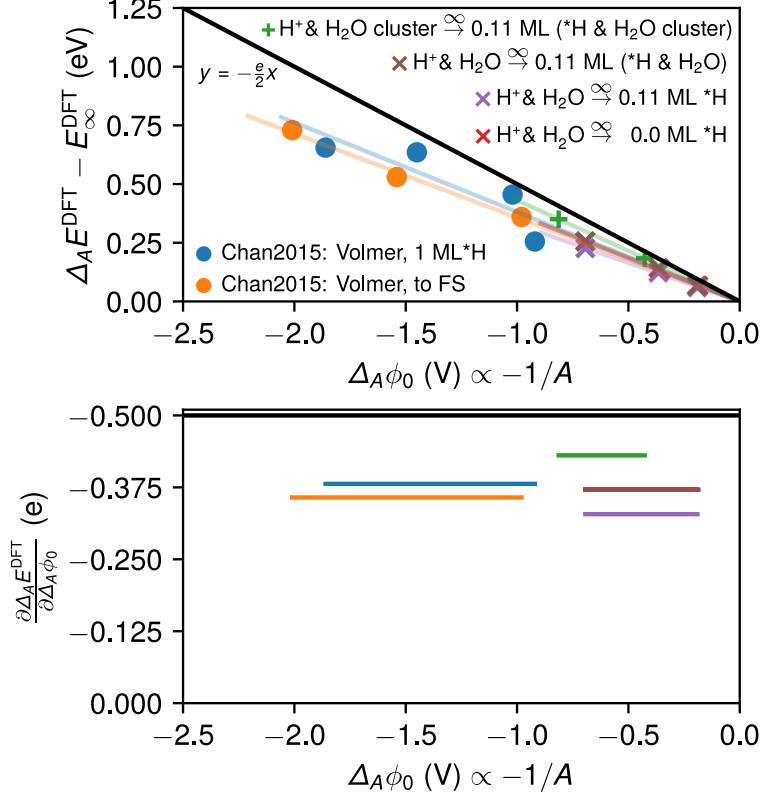 1.25
1.00
0.75
0.50
0.25
0.00
Δ_A E^DFT − E_∞^DFT (eV)
H⁺& H₂O cluster ∞→ 0.11 ML (*H & H₂O cluster)
H⁺& H₂O ∞→ 0.11 ML (*H & H₂O)
H⁺& H₂O ∞→ 0.11 ML *H
H⁺& H₂O ∞→ 0.0 ML *H
y = −e/2 x
Chan2015: Volmer, 1 ML*H
Chan2015: Volmer, to FS
−2.5 −2.0 −1.5 −1.0 −0.5 0.0
Δ_A ϕ₀ (V) ∝ −1/A
−0.500
−0.375
−0.250
−0.125
0.000
∂Δ_A E^DFT / ∂Δ_A ϕ₀ (e)
−2.5 −2.0 −1.5 −1.0 −0.5 0.0
Δ_A ϕ₀ (V) ∝ −1/A